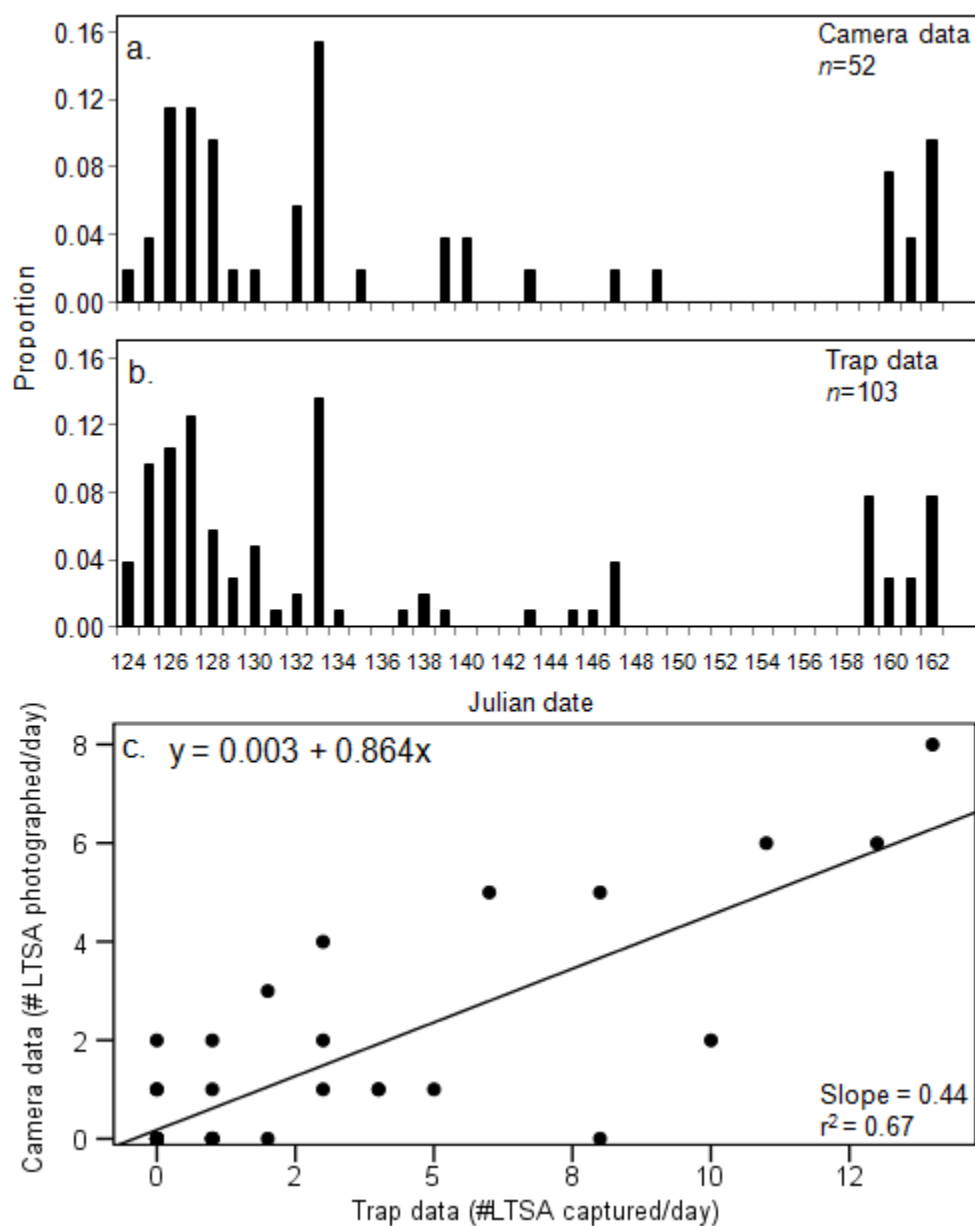 a.
Camera data
n=52
0.16
0.12
0.08
0.04
0.00
Proportion
b.
Trap data
n=103
0.16
0.12
0.08
0.04
0.00
124 126 128 130 132 134 136 138 140 142 144 146 148 150 152 154 156 158 160 162
Julian date
c. y = 0.003 + 0.864x
8
6
4
2
0
Camera data (# LTSA photographed/day)
Slope = 0.44
r² = 0.67
0 2 5 8 10 12
Trap data (#LTSA captured/day)